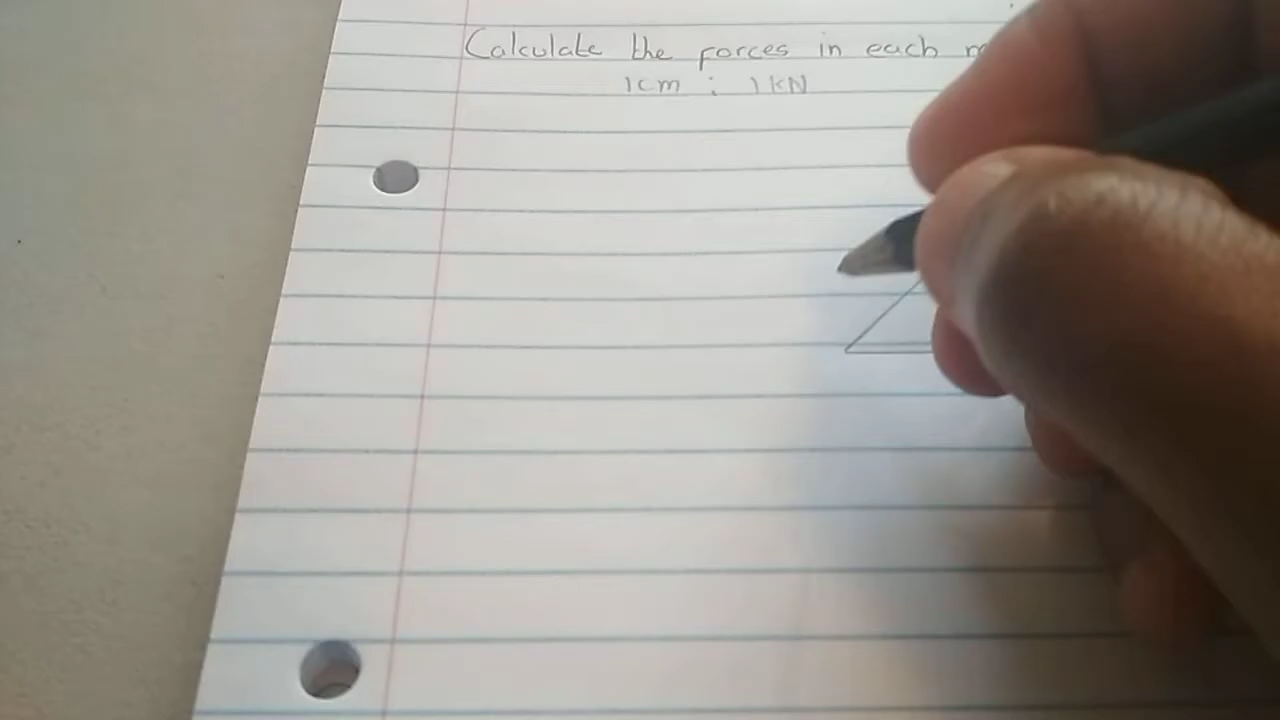 Calculate the forces in each
1cm : 1kN